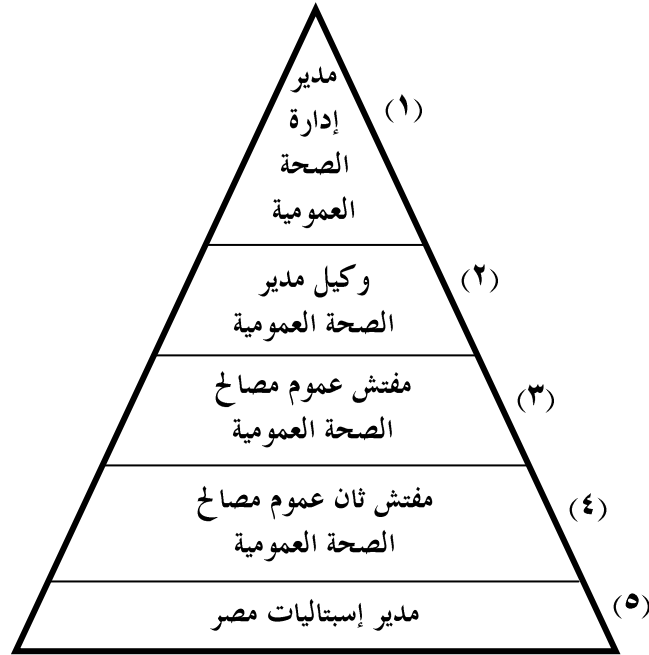 مدير
إدارة
الصحة
العمومية
(١)
وكيل مدير
الصحة العمومية
(٢)
مفتش عموم مصالح
الصحة العمومية
(٣)
مفتش ثان عموم مصالح
الصحة العمومية
(٤)
مدير إسبتاليات مصر
(٥)